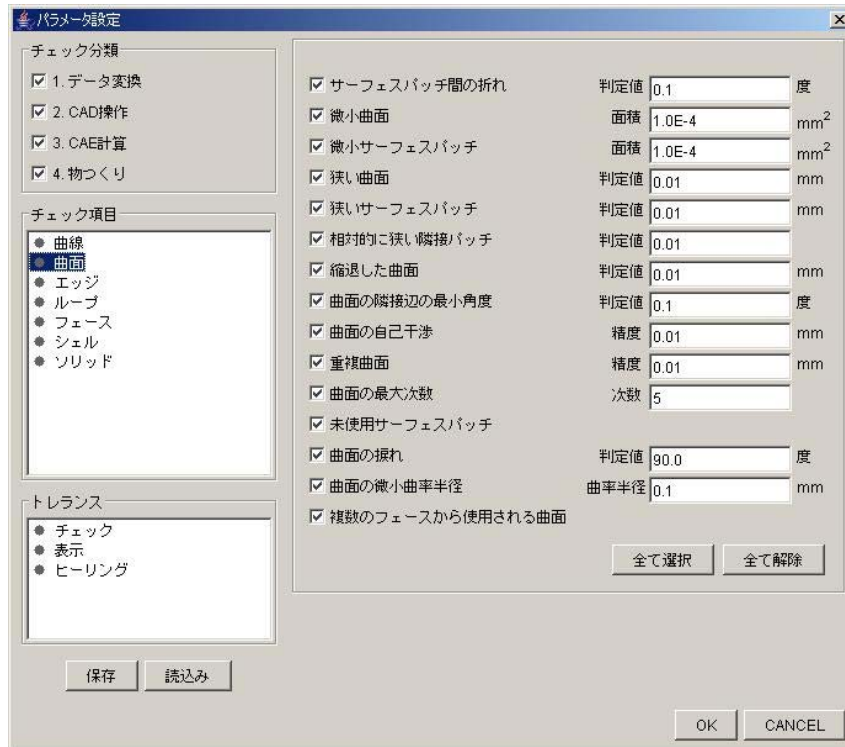 パラメータ設定
チェック分類
1. データ変換
2. CAD操作
3. CAE計算
4. 物つくり
チェック項目
曲線
曲面
エッジ
ループ
フェース
シェル
ソリッド
トレランス
チェック
表示
ヒーリング
保存 読込み
サーフェスパッチ間の折れ 判定値 0.1 度
微小曲面 面積 1.0E-4 mm2
微小サーフェスパッチ 面積 1.0E-4 mm2
狭い曲面 判定値 0.01 mm
狭いサーフェスパッチ 判定値 0.01 mm
相対的に狭い隣接パッチ 判定値 0.01
縮退した曲面 判定値 0.01 mm
曲面の隣接辺の最小角度 判定値 0.1 度
曲面の自己干渉 精度 0.01 mm
重複曲面 精度 0.01 mm
曲面の最大次数 次数 5
未使用サーフェスパッチ
曲面の捩れ 判定値 90.0 度
曲面の微小曲率半径 曲率半径 0.1 mm
複数のフェースから使用される曲面
全て選択 全て解除
OK CANCEL